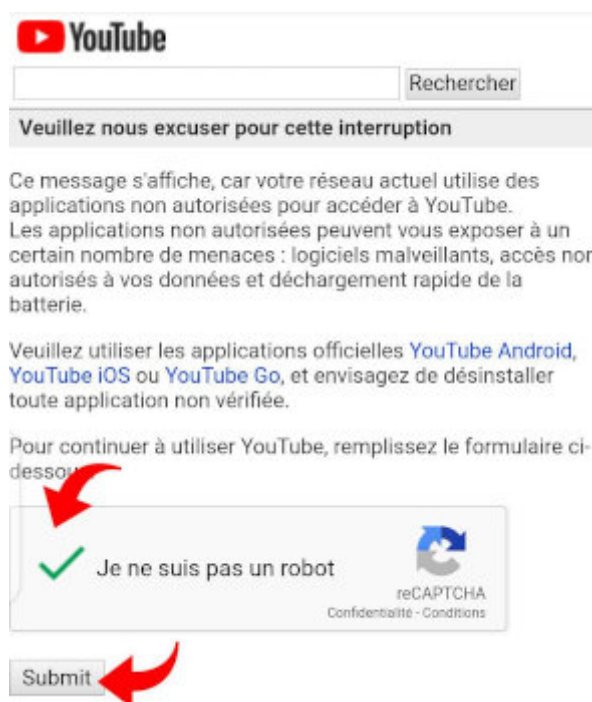 YouTube
Rechercher
Veuillez nous excuser pour cette interruption
Ce message s'affiche, car votre réseau actuel utilise des
applications non autorisées pour accéder à YouTube.
Les applications non autorisées peuvent vous exposer à un
certain nombre de menaces : logiciels malveillants, accès nor
autorisés à vos données et déchargement rapide de la
batterie.
Veuillez utiliser les applications officielles YouTube Android,
YouTube iOS ou YouTube Go, et envisagez de désinstaller
toute application non vérifiée.
Pour continuer à utiliser YouTube, remplissez le formulaire ci-
dessou
Je ne suis pas un robot
reCAPTCHA
Confidentialité - Conditions
Submit